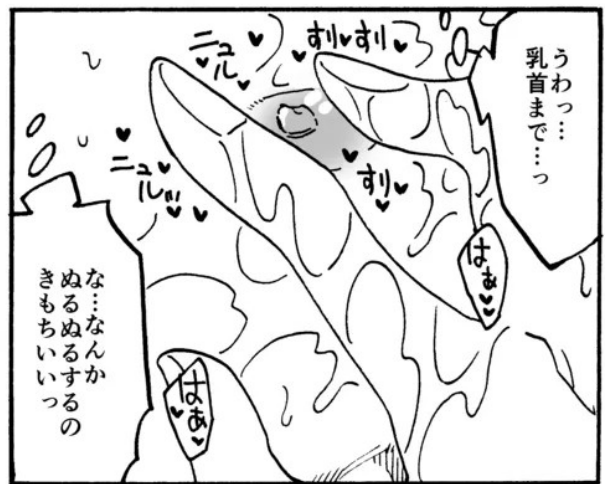 うわっ…
乳首まで…っ
すり♥すり♥
ニュル
すり
ニュルッ
はぁ
な…なんか
ぬるぬるするの
きもちいいっ
はぁ